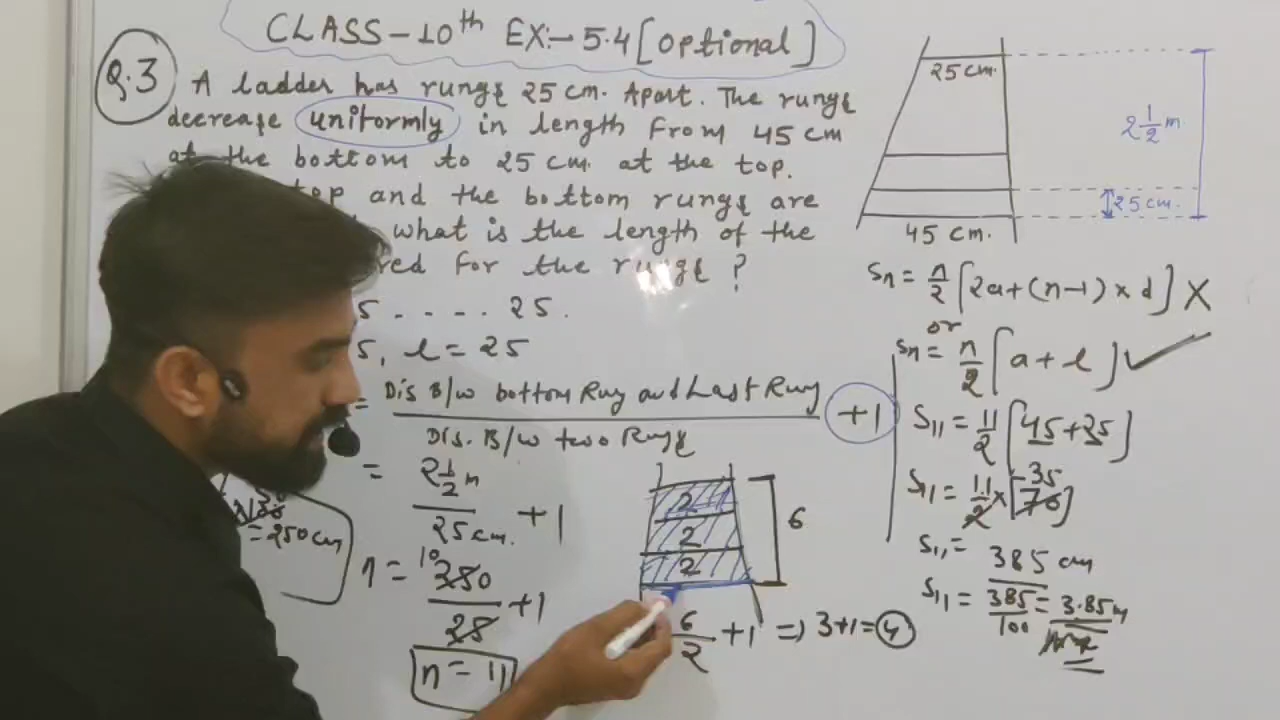 CLASS-10th EX:- 5.4 [Optional]
Q.3 A ladder has rungs 25 cm. Apart. The rungs
decrease uniformly in length from 45 cm
at the bottom to 25 cm. at the top.
top and the bottom rungs are
what is the length of the
for the rungs ?
5 . . . . . 25.
5, l = 25
= Dis B/w bottom Rung and Last Rung + 1
Dis. B/w two Rungs
= 2 1/2 m
25 cm. + 1
= 250 cm
n = 10 250
25 + 1
n = 11
2
2
2
6
6/2 + 1 => 3+1 = 4
25 cm.
2 1/2 m
25 cm.
45 cm.
Sn = n/2 [2a+(n-1)×d] X
or
Sn = n/2 [a+l] ✓
S11 = 11/2 [45+25]
S11 = 11/2 × [35 70]
S11 = 385 cm
S11 = 385/100 = 3.85m